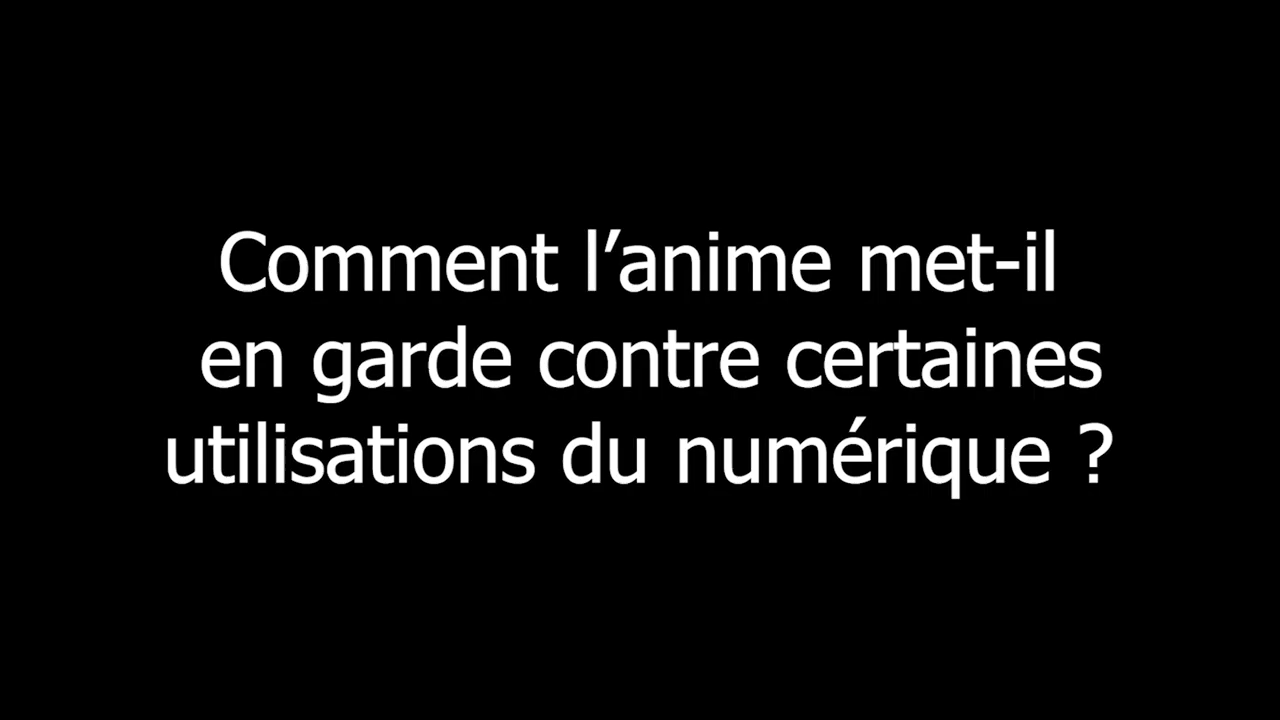 Comment l’anime met-il
en garde contre certaines
utilisations du numérique ?